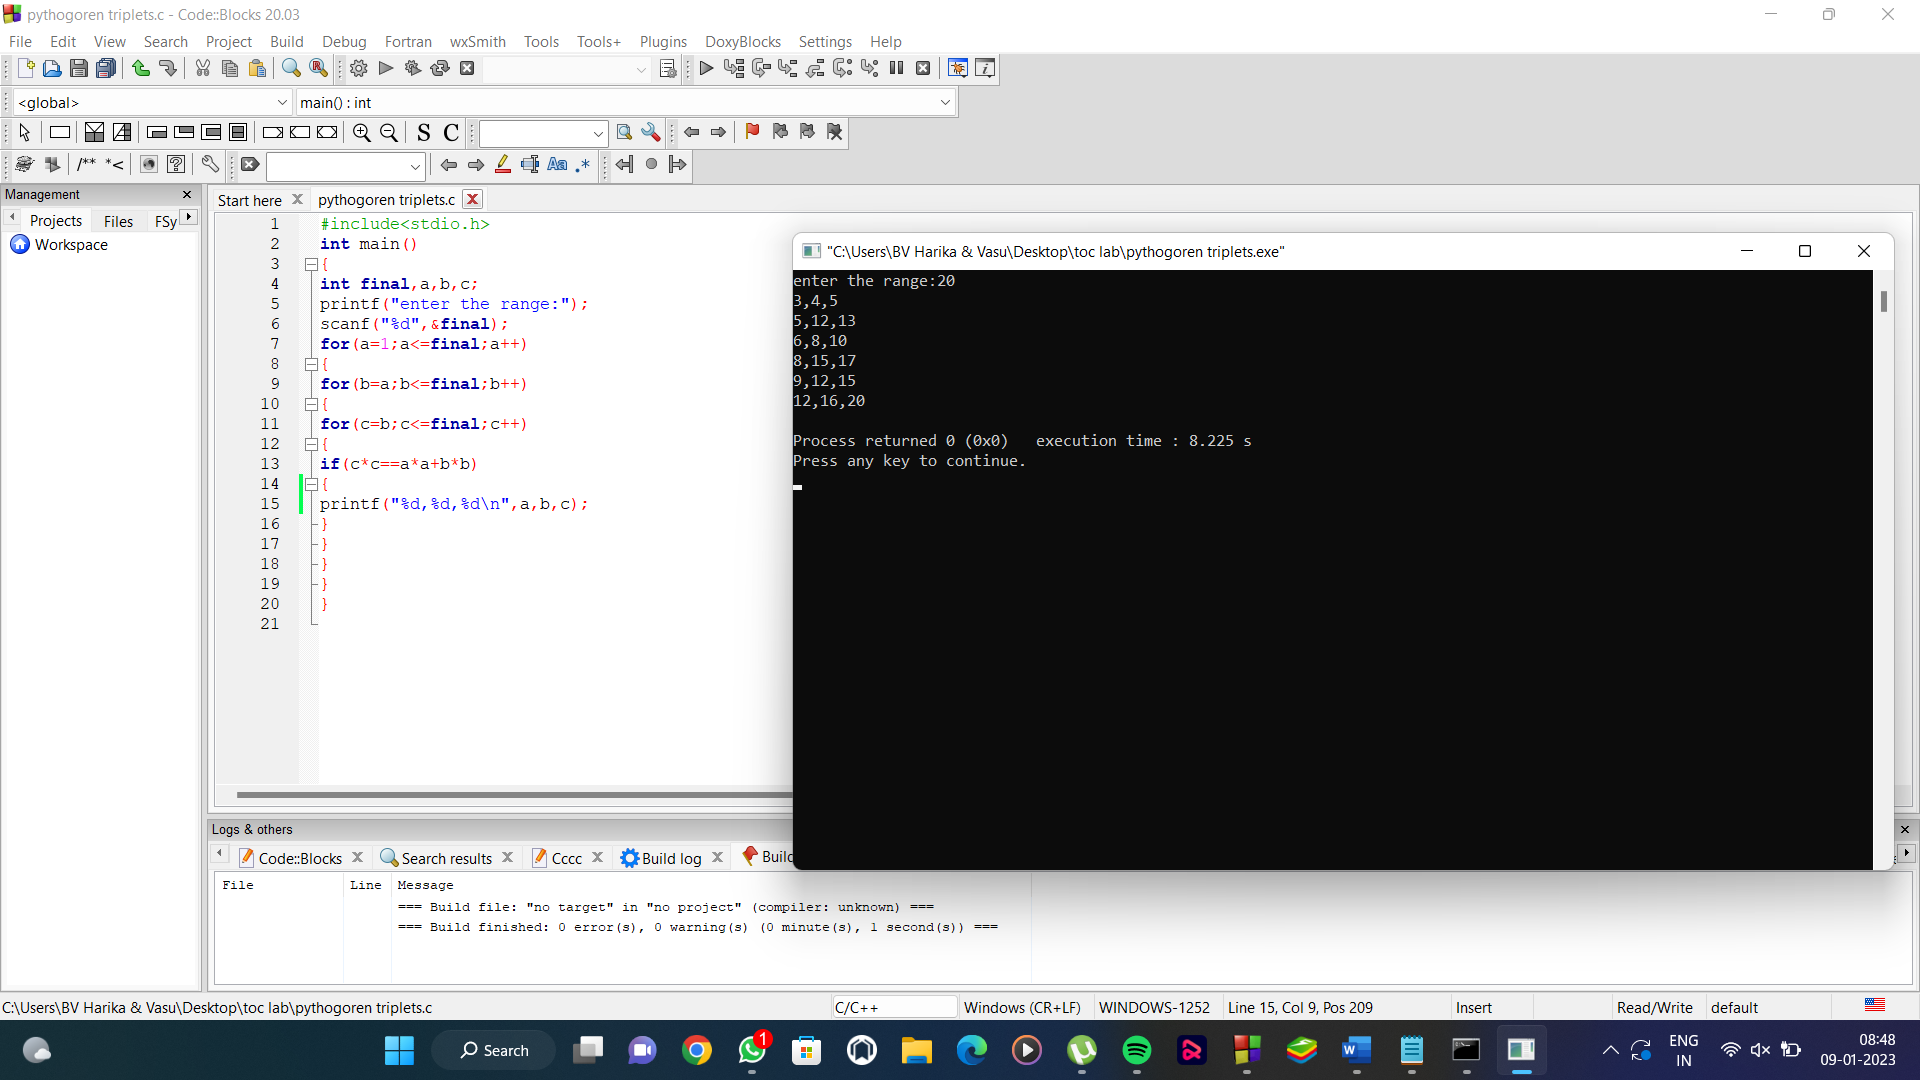 pythogoren triplets.c - Code::Blocks 20.03
File Edit View Search Project Build Debug Fortran wxSmith Tools Tools+ Plugins DoxyBlocks Settings Help
<global> main() : int
S C
/** *<
Aa .*
Management
Projects Files FSy
Workspace
Start here pythogoren triplets.c
1 #include<stdio.h>
2 int main()
3 {
4 int final,a,b,c;
5 printf("enter the range:");
6 scanf("%d",&final);
7 for(a=1;a<=final;a++)
8 {
9 for(b=a;b<=final;b++)
10 {
11 for(c=b;c<=final;c++)
12 {
13 if(c*c==a*a+b*b)
14 {
15 printf("%d,%d,%d\n",a,b,c);
16 }
17 }
18 }
19 }
20 }
21
"C:\Users\BV Harika & Vasu\Desktop\toc lab\pythogoren triplets.exe"
enter the range:20
3,4,5
5,12,13
6,8,10
8,15,17
9,12,15
12,16,20
Process returned 0 (0x0)   execution time : 8.225 s
Press any key to continue.
Logs & others
Code::Blocks Search results Cccc Build log Build
File Line Message
=== Build file: "no target" in "no project" (compiler: unknown) ===
=== Build finished: 0 error(s), 0 warning(s) (0 minute(s), 1 second(s)) ===
C:\Users\BV Harika & Vasu\Desktop\toc lab\pythogoren triplets.c C/C++ Windows (CR+LF) WINDOWS-1252 Line 15, Col 9, Pos 209 Insert Read/Write default
Search 1 ENG 08:48
IN 09-01-2023